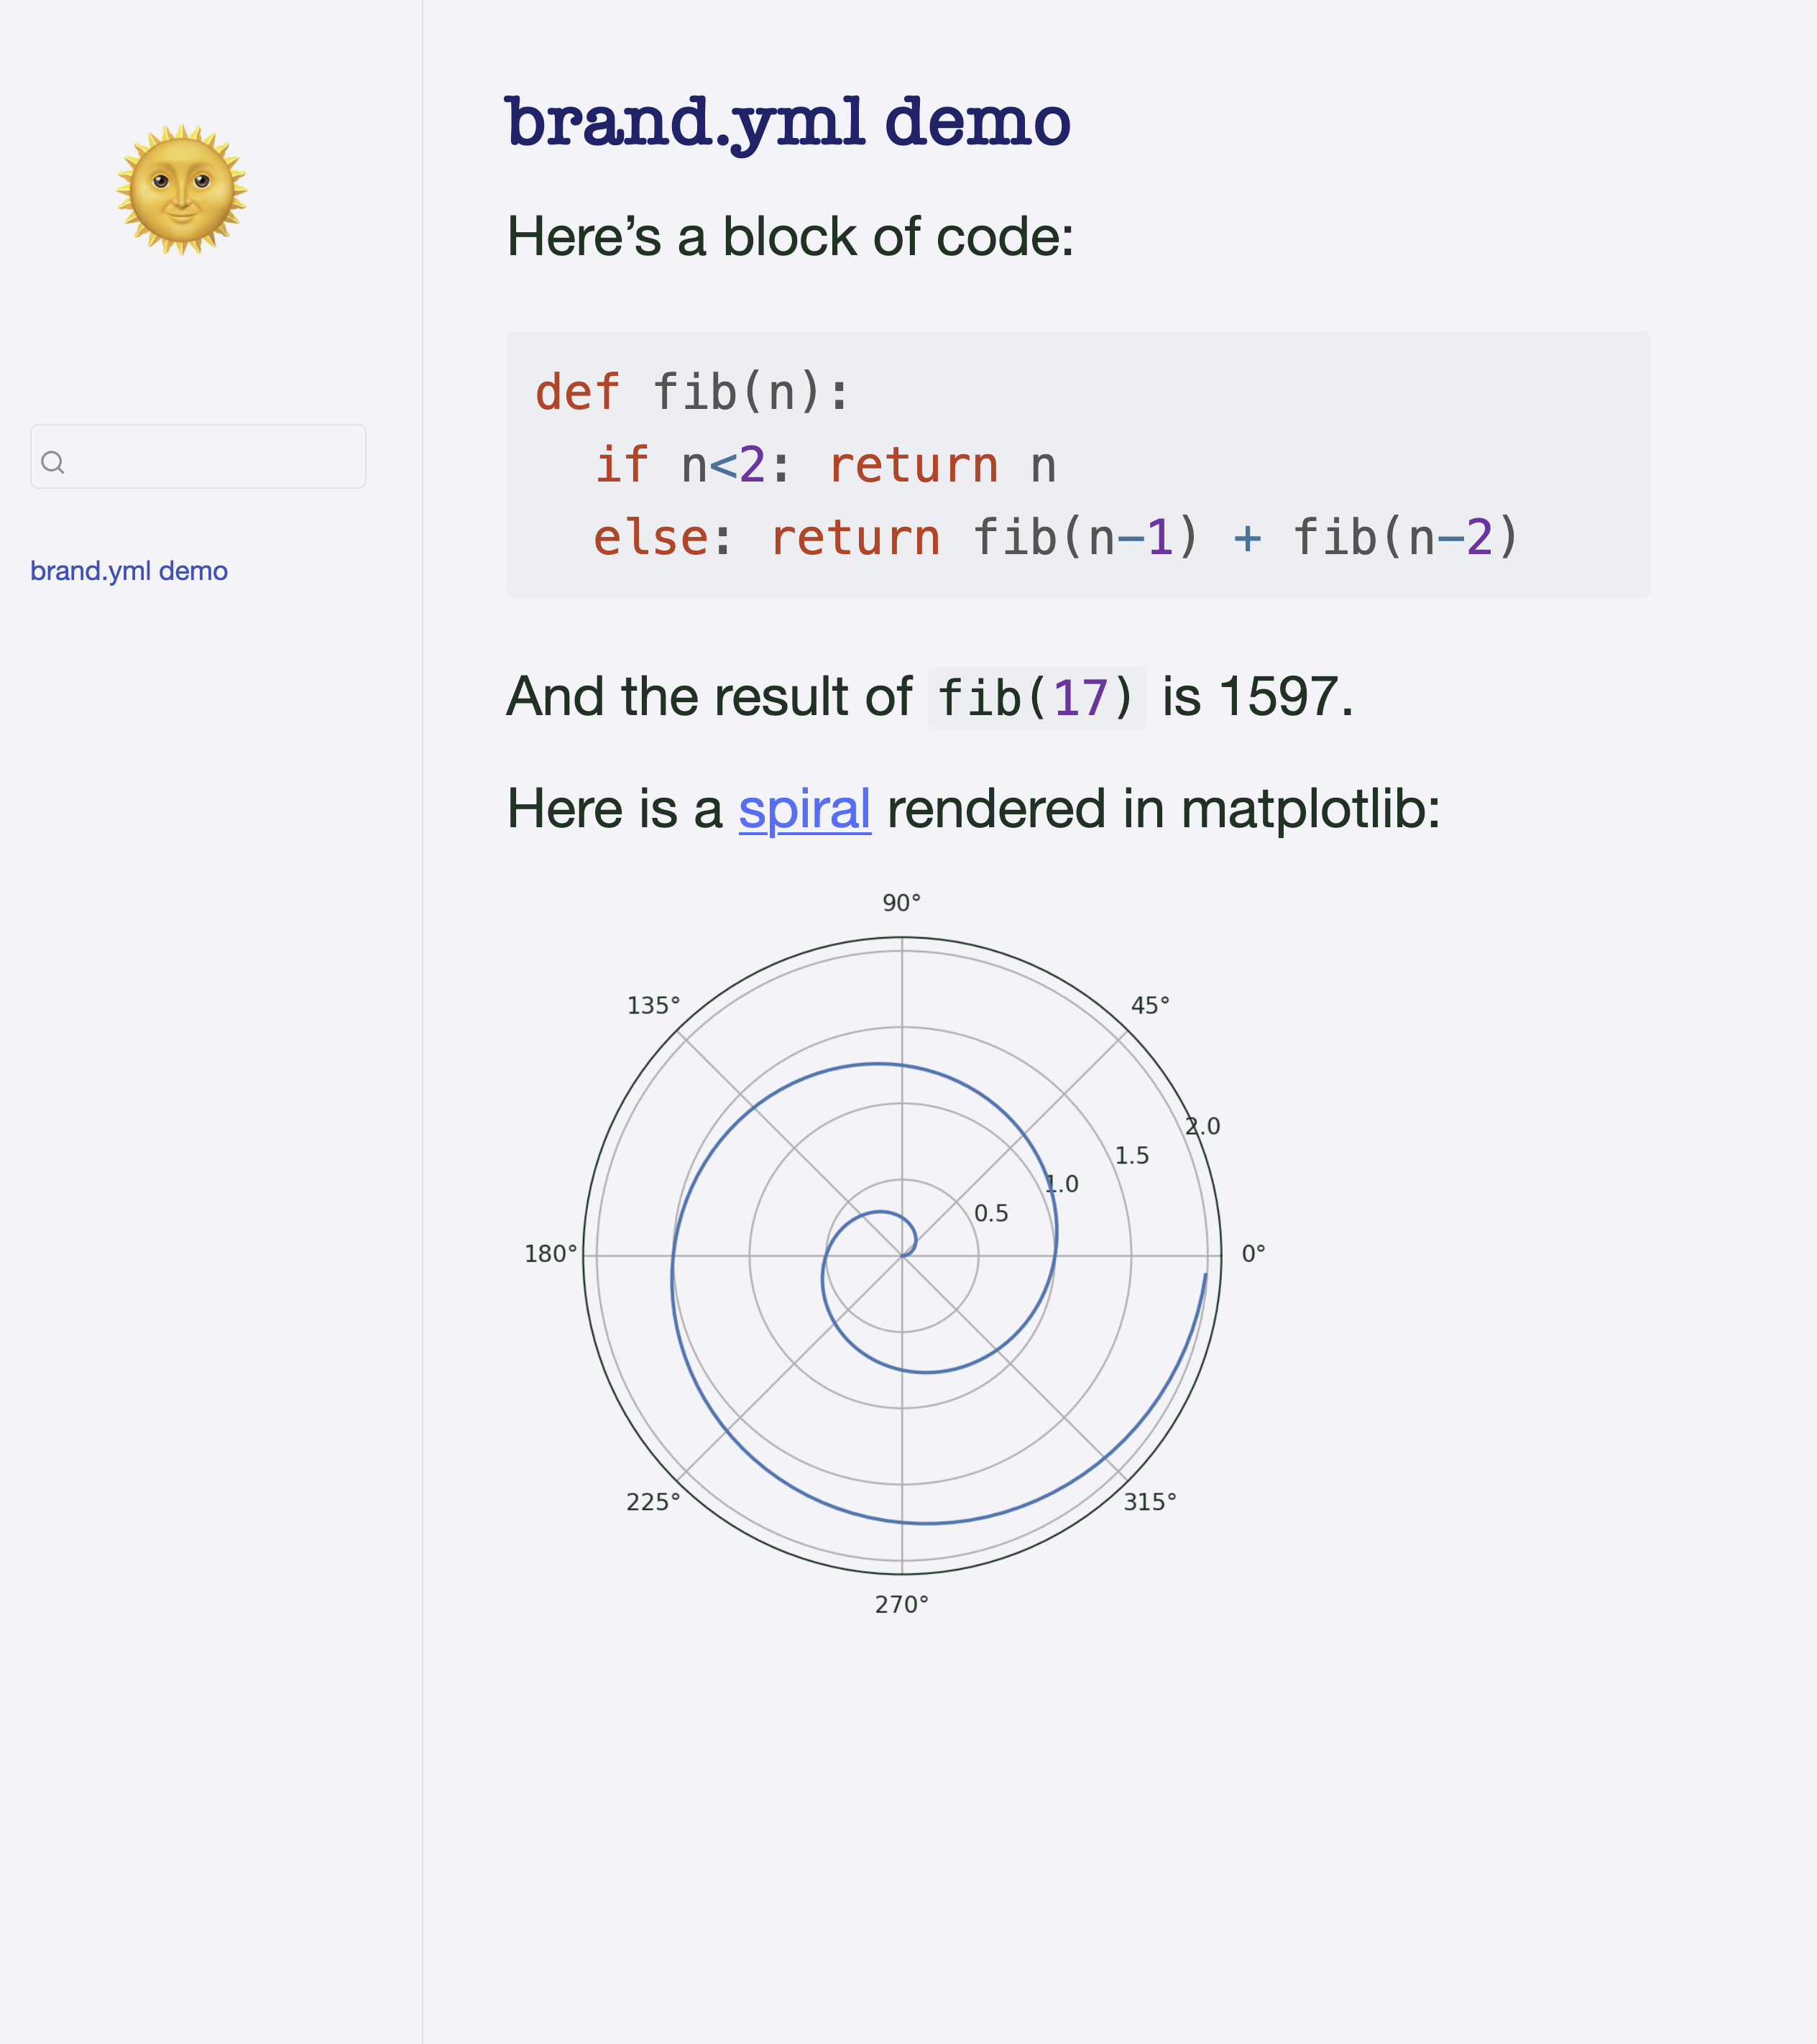 brand.yml demo
brand.yml demo
Here’s a block of code:
def fib(n):
  if n<2: return n
  else: return fib(n−1) + fib(n−2)
And the result of fib(17) is 1597.
Here is a spiral rendered in matplotlib:
90°
135°
45°
2.0
1.5
1.0
0.5
180°
0°
225°
315°
270°